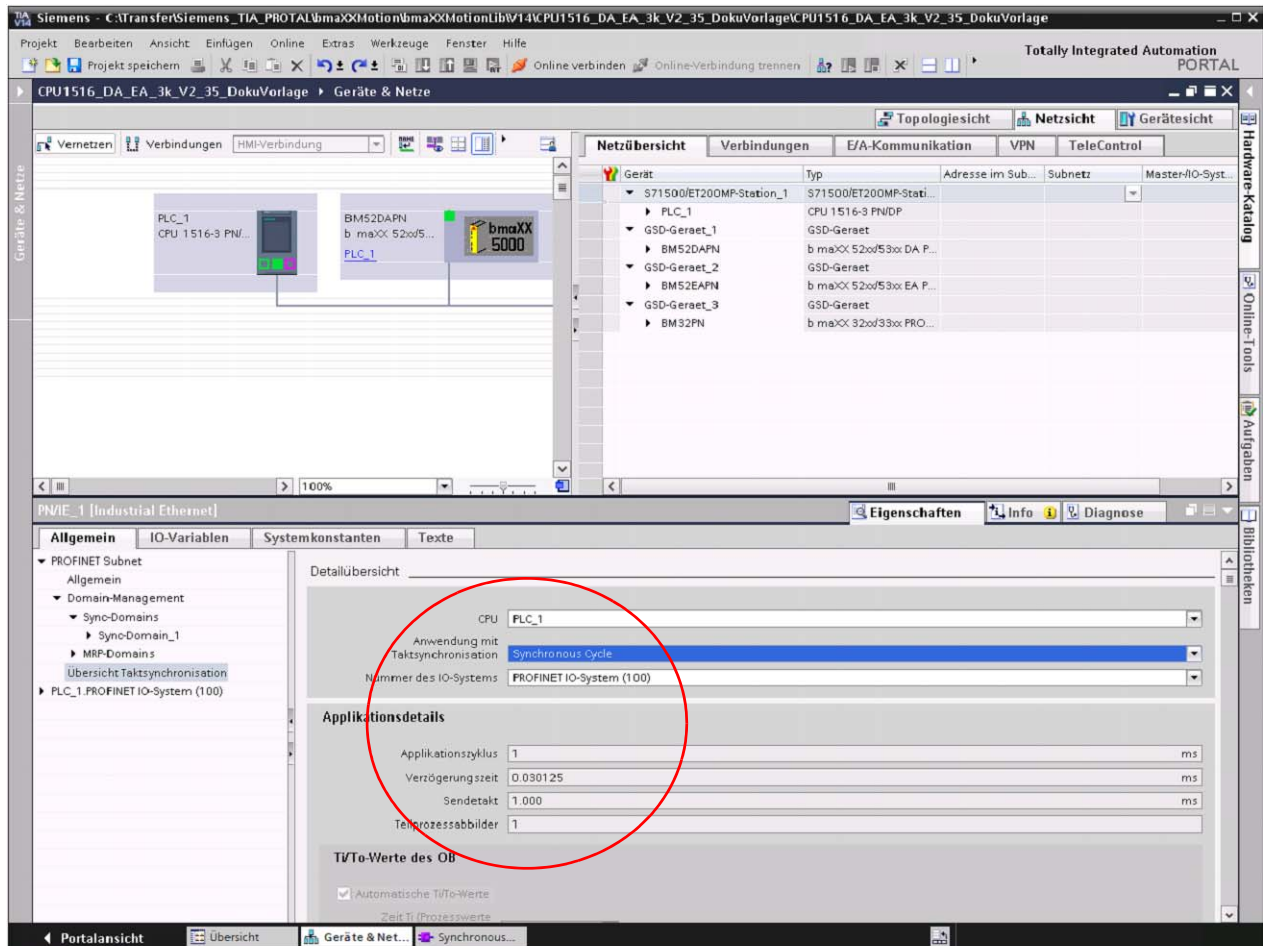 Siemens - C:\Transfer\Siemens_TIA_PROTAL\bmaXXMotion\bmaXXMotionLib\V14\CPU1516_DA_EA_3k_V2_35_DokuVorlage\CPU1516_DA_EA_3k_V2_35_DokuVorlage
Projekt Bearbeiten Ansicht Einfügen Online Extras Werkzeuge Fenster Hilfe
Totally Integrated Automation
PORTAL
Projekt speichern Online verbinden Online-Verbindung trennen
CPU1516_DA_EA_3k_V2_35_DokuVorlage Geräte & Netze
Topologiesicht Netzsicht Gerätesicht
Vernetzen Verbindungen HMI-Verbindung
Netzübersicht Verbindungen E/A-Kommunikation VPN TeleControl
Gerät Typ Adresse im Sub... Subnetz Master-/IO-Syst...
S71500/ET200MP-Station_1 S71500/ET200MP-Stati...
PLC_1 CPU 1516-3 PN/DP
GSD-Geraet_1 GSD-Geraet
BM52DAPN b maXX 52xx/53xx DA P...
GSD-Geraet_2 GSD-Geraet
BM52EAPN b maXX 52xx/53xx EA P...
GSD-Geraet_3 GSD-Geraet
BM32PN b maXX 32xx/33xx PRO...
PLC_1
CPU 1516-3 PN/...
BM52DAPN
b maXX 52xx/5...
PLC_1
bmaXX
5000
Geräte & Netze
100%
Hardware-Katalog
Online-Tools
Aufgaben
Bibliotheken
PN/IE_1 [Industrial Ethernet]
Eigenschaften Info Diagnose
Allgemein IO-Variablen Systemkonstanten Texte
PROFINET Subnet
Allgemein
Domain-Management
Sync-Domains
Sync-Domain_1
MRP-Domains
Übersicht Taktsynchronisation
PLC_1.PROFINET IO-System (100)
Detailübersicht
CPU PLC_1
Anwendung mit
Taktsynchronisation Synchronous Cycle
Nummer des IO-Systems PROFINET IO-System (100)
Applikationsdetails
Applikationszyklus 1 ms
Verzögerungszeit 0.030125 ms
Sendetakt 1.000 ms
Teilprozessabbilder 1
Ti/To-Werte des OB
Automatische Ti/To-Werte
Zeit Ti (Prozesswerte
Portalansicht Übersicht Geräte & Net... Synchronous...